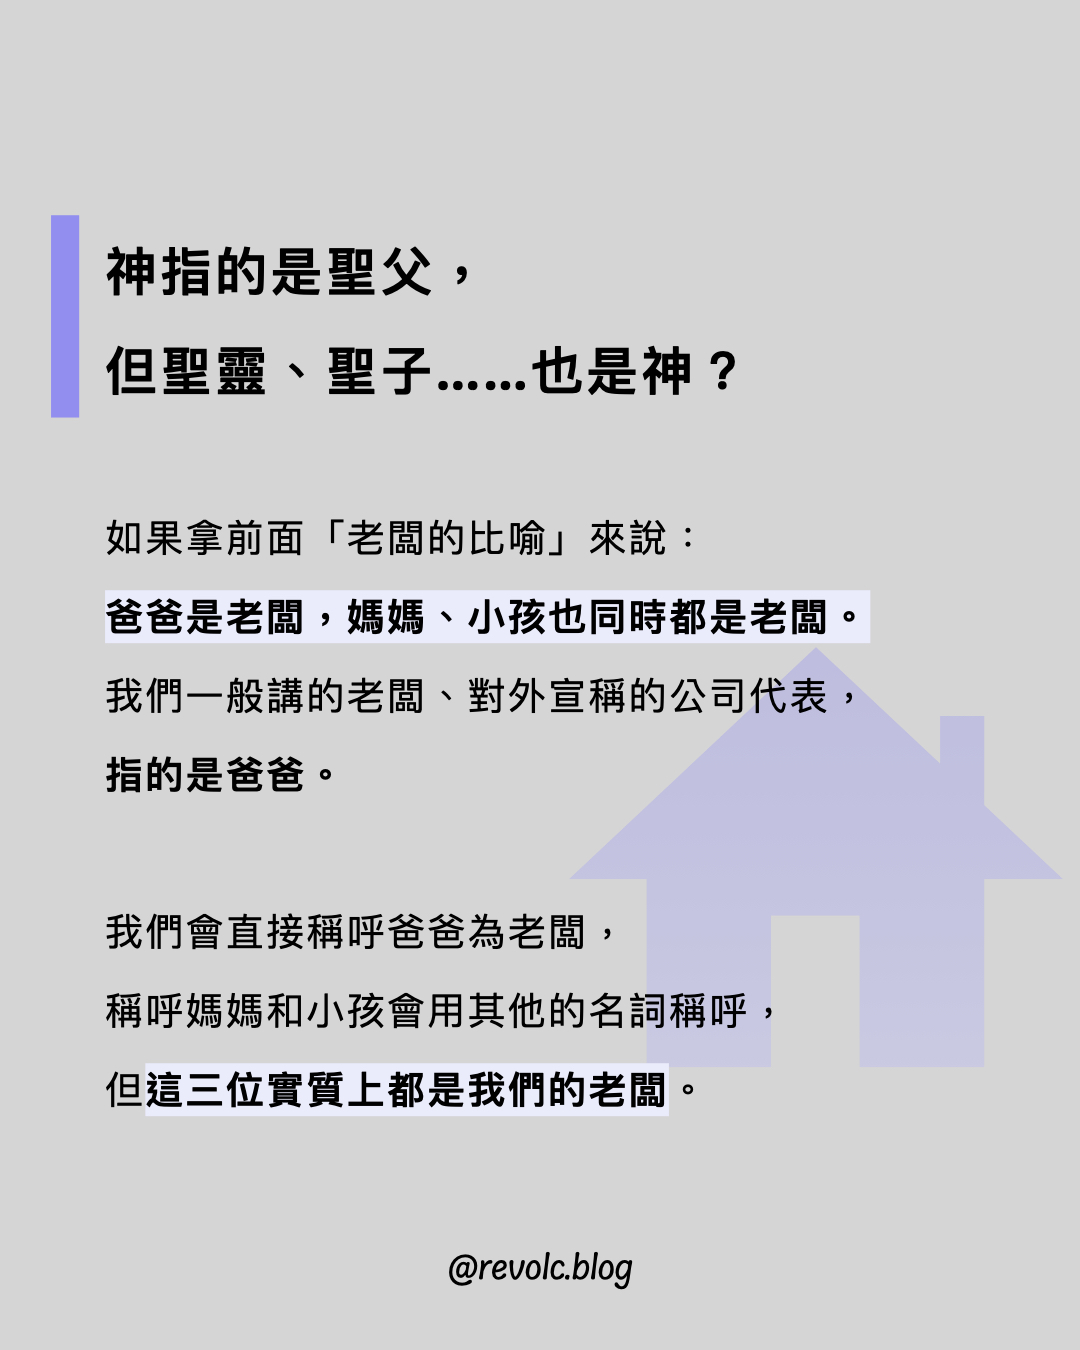 神指的是聖父，
但聖靈、聖子……也是神？
如果拿前面「老闆的比喻」來說：
爸爸是老闆，媽媽、小孩也同時都是老闆。
我們一般講的老闆、對外宣稱的公司代表，
指的是爸爸。
我們會直接稱呼爸爸為老闆，
稱呼媽媽和小孩會用其他的名詞稱呼，
但這三位實質上都是我們的老闆。
@revolc.blog